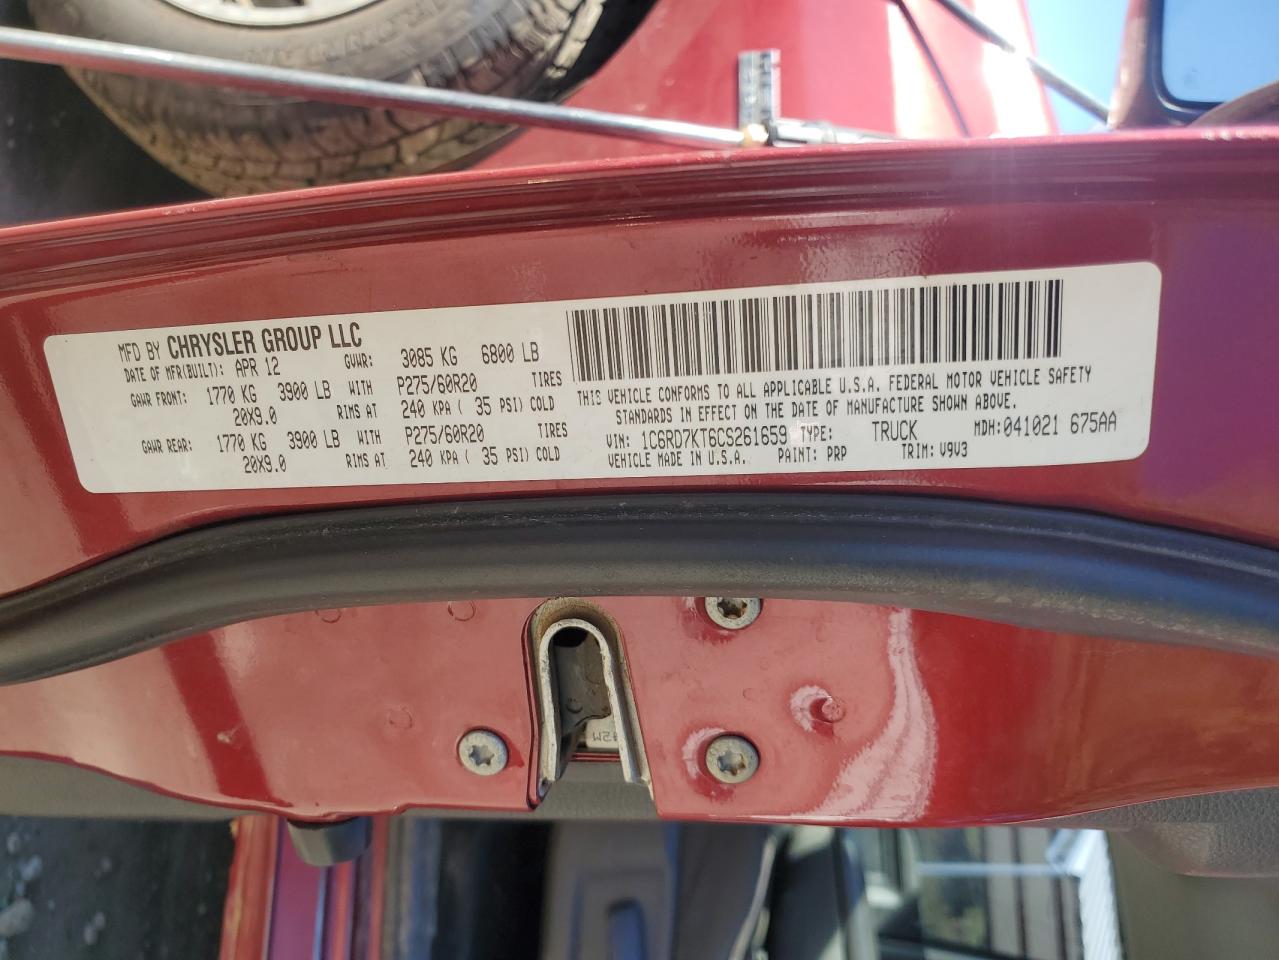 MFD BY CHRYSLER GROUP LLC
DATE OF MFR(BUILT): APR 12 GVWR: 3085 KG 6800 LB
GAWR FRONT: 1770 KG 3900 LB WITH P275/60R20 TIRES
20X9.0 RIMS AT 240 KPA ( 35 PSI) COLD
GAWR REAR: 1770 KG 3900 LB WITH P275/60R20 TIRES
20X9.0 RIMS AT 240 KPA ( 35 PSI) COLD
THIS VEHICLE CONFORMS TO ALL APPLICABLE U.S.A. FEDERAL MOTOR VEHICLE SAFETY
STANDARDS IN EFFECT ON THE DATE OF MANUFACTURE SHOWN ABOVE.
VIN: 1C6RD7KT6CS261659 TYPE: TRUCK MDH:041021 675AA
VEHICLE MADE IN U.S.A. PAINT: PRP TRIM: V9V3